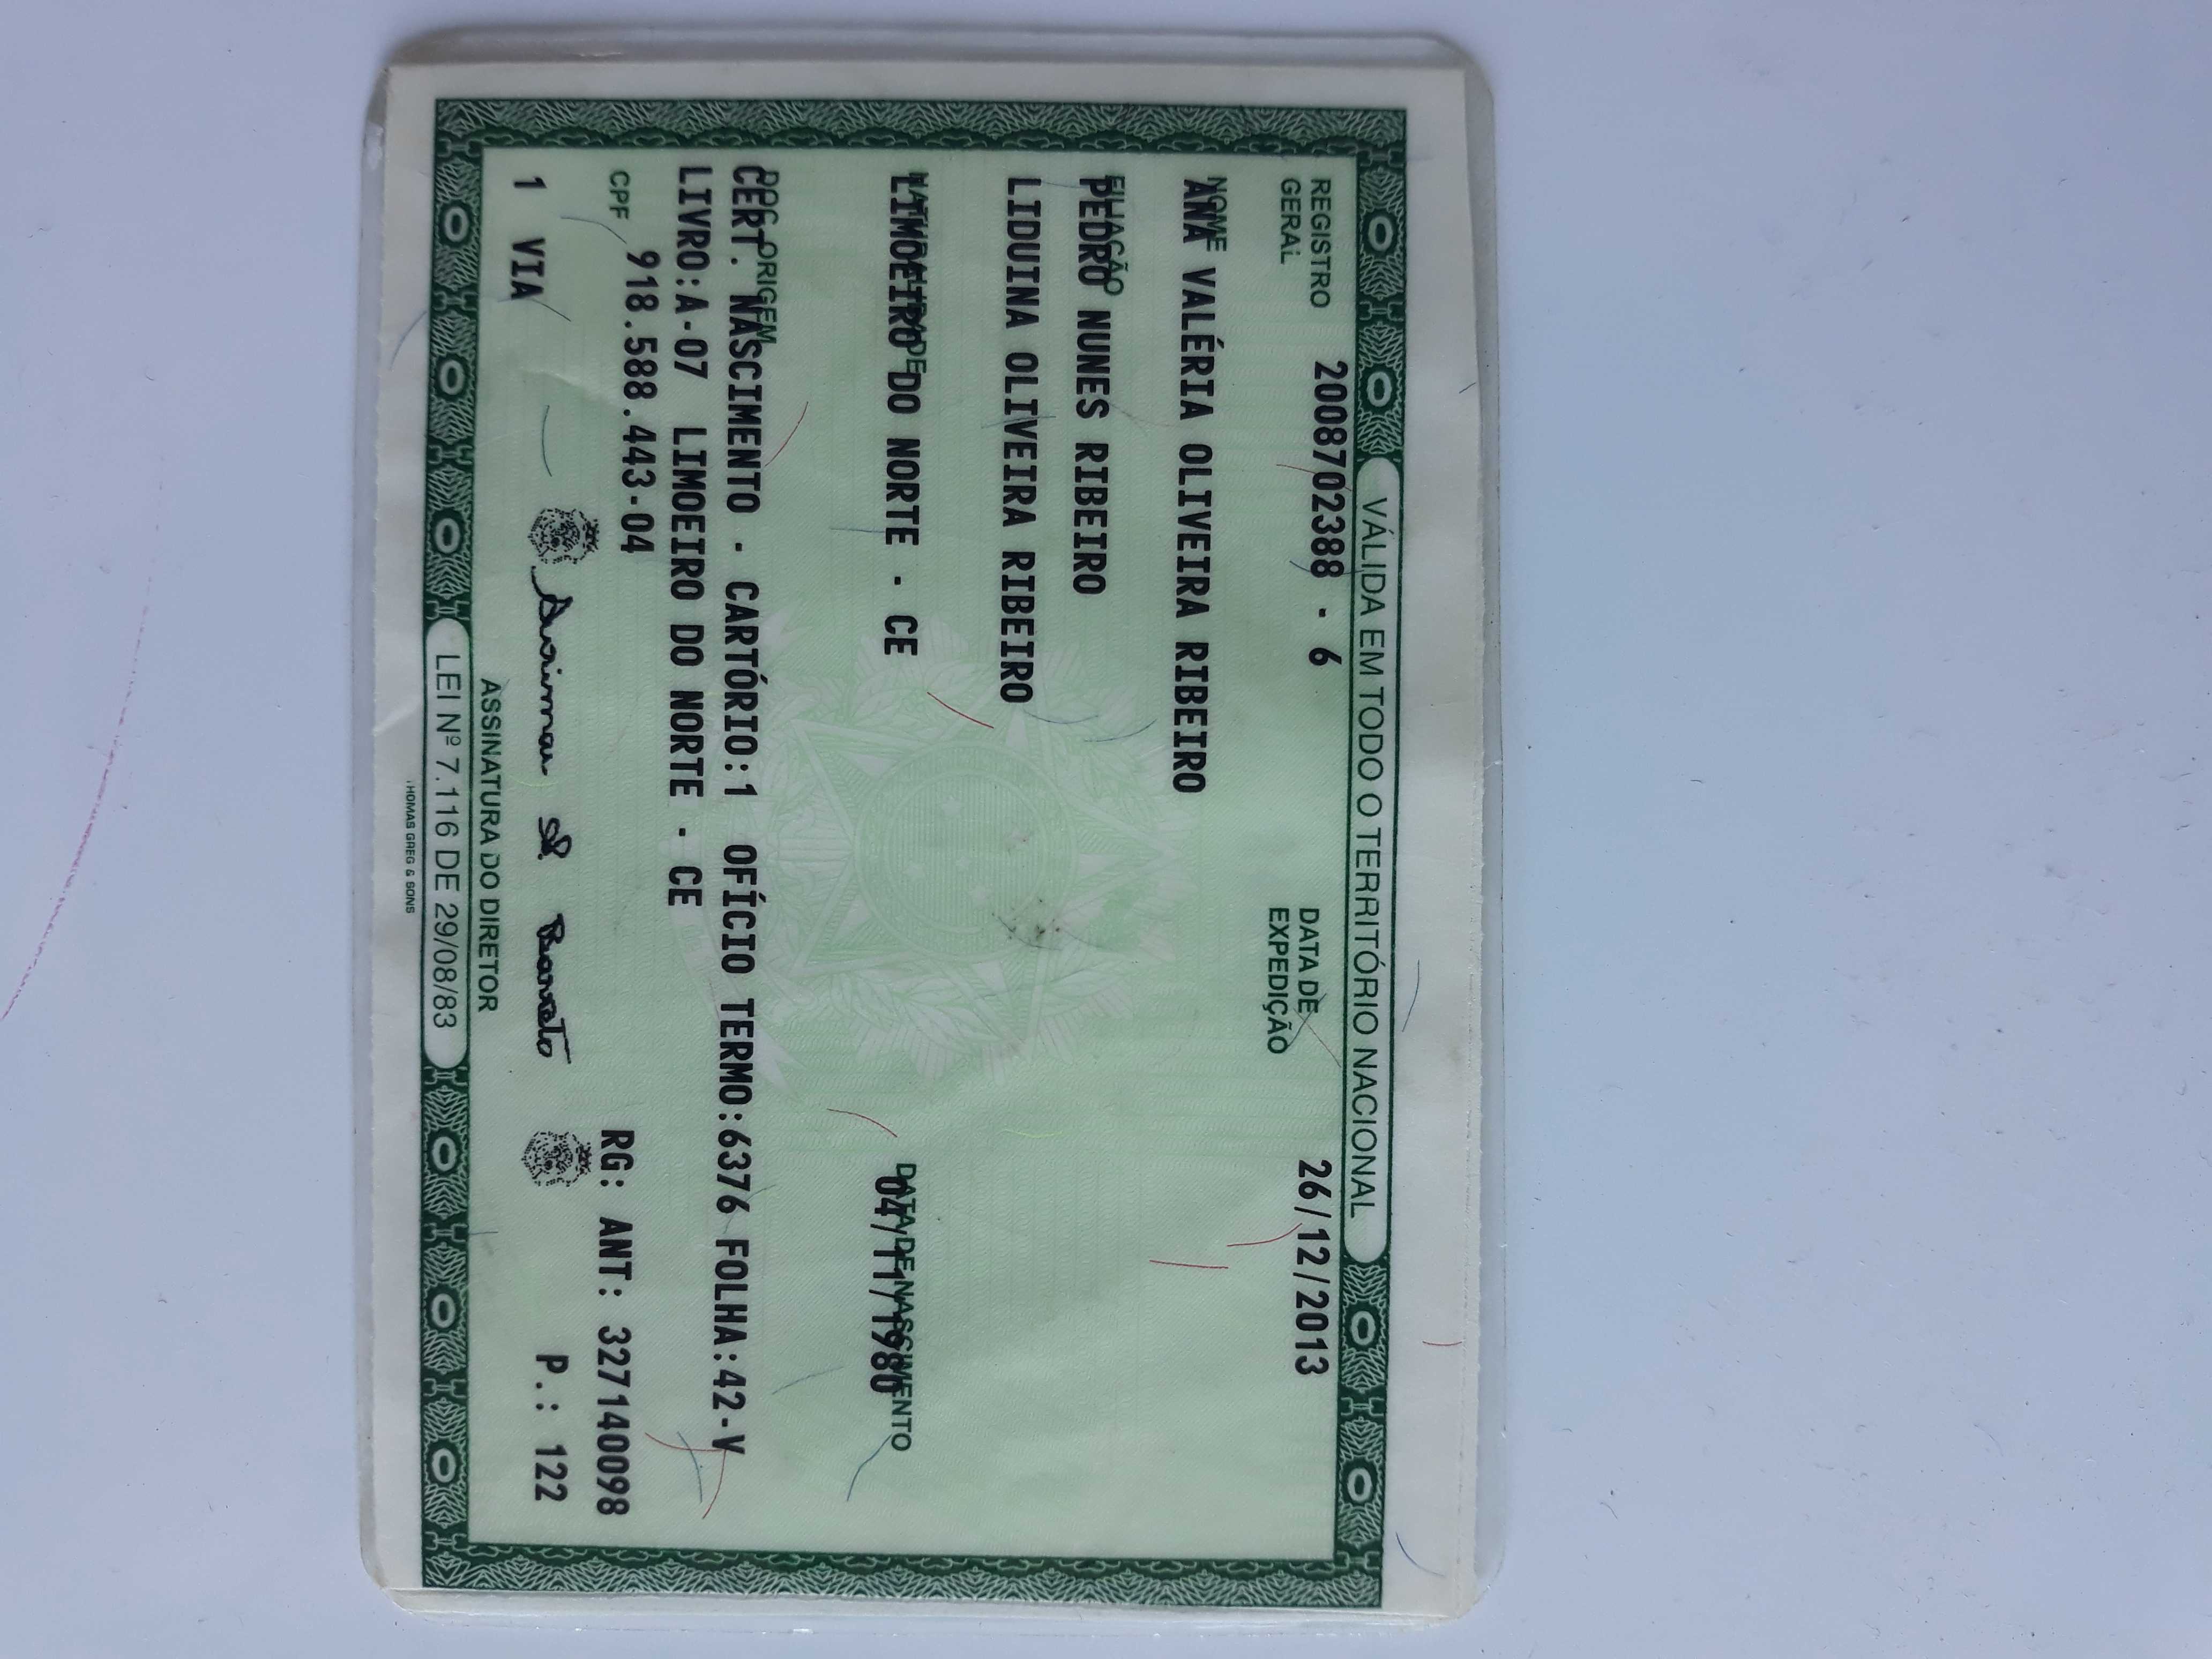 VÁLIDA EM TODO O TERRITÓRIO NACIONAL
REGISTRO GERAL 2008702388 - 6 DATA DE EXPEDIÇÃO 26/12/2013
NOME
ANA VALÉRIA OLIVEIRA RIBEIRO
FILIAÇÃO
PEDRO NUNES RIBEIRO
LIDUINA OLIVEIRA RIBEIRO
NATURALIDADE DATA DE NASCIMENTO
LIMOEIRO DO NORTE - CE 04/11/1980
DOC ORIGEM
CERT. NASCIMENTO - CARTÓRIO:1 OFÍCIO TERMO:6376 FOLHA:42-V
LIVRO:A-07 LIMOEIRO DO NORTE - CE
CPF 918.588.443-04 RG: ANT: 327140098
1 VIA P.: 122
ASSINATURA DO DIRETOR
LEI Nº 7.116 DE 29/08/83
THOMAS GREG & SONS